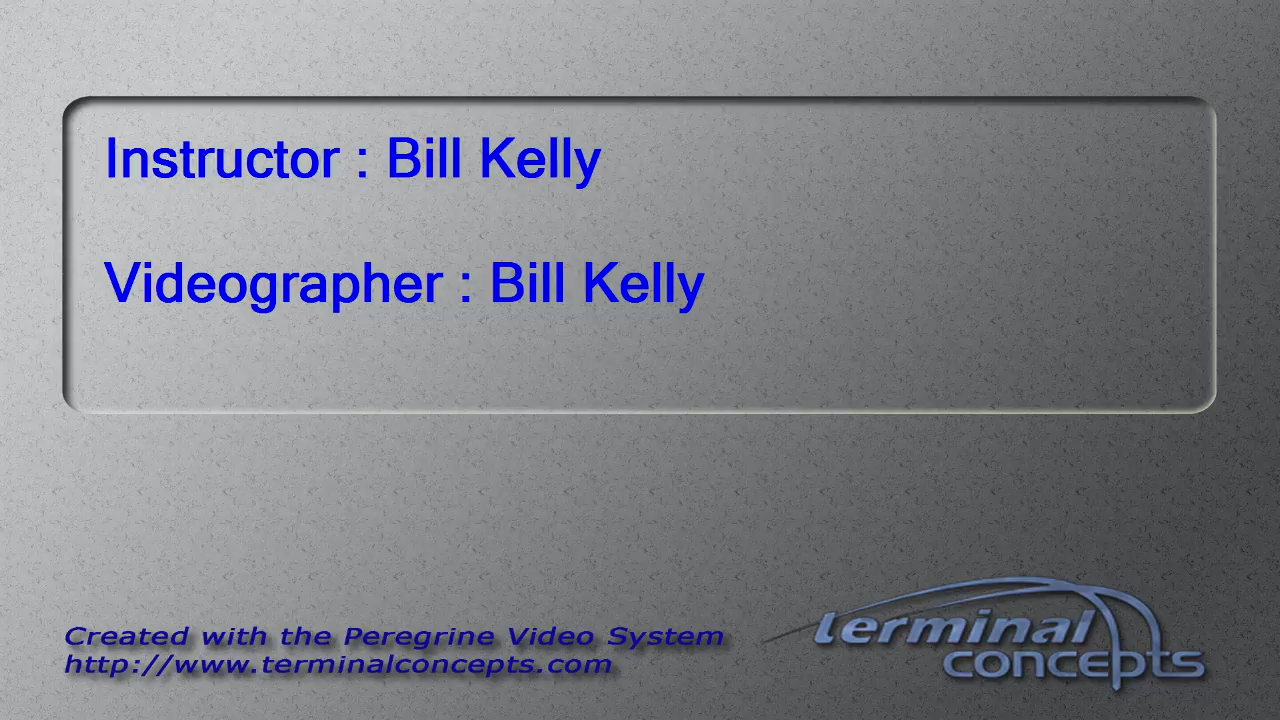 Instructor : Bill Kelly
Videographer : Bill Kelly
Created with the Peregrine Video System
http://www.terminalconcepts.com
terminal
concepts